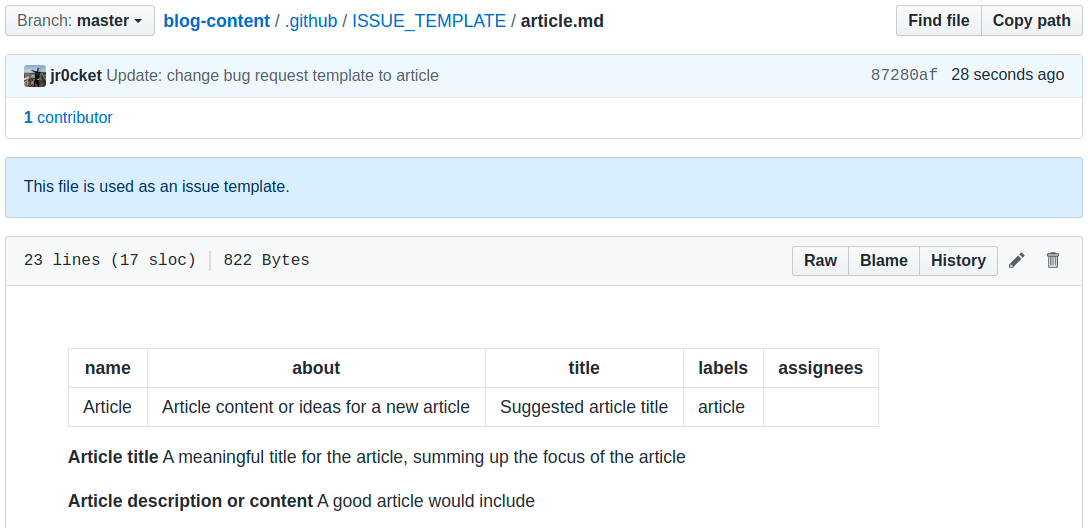 Branch: master blog-content / .github / ISSUE_TEMPLATE / article.md Find file Copy path
jr0cket Update: change bug request template to article 87280af 28 seconds ago
1 contributor
This file is used as an issue template.
23 lines (17 sloc) 822 Bytes Raw Blame History
name about title labels assignees
Article Article content or ideas for a new article Suggested article title article
Article title A meaningful title for the article, summing up the focus of the article
Article description or content A good article would include